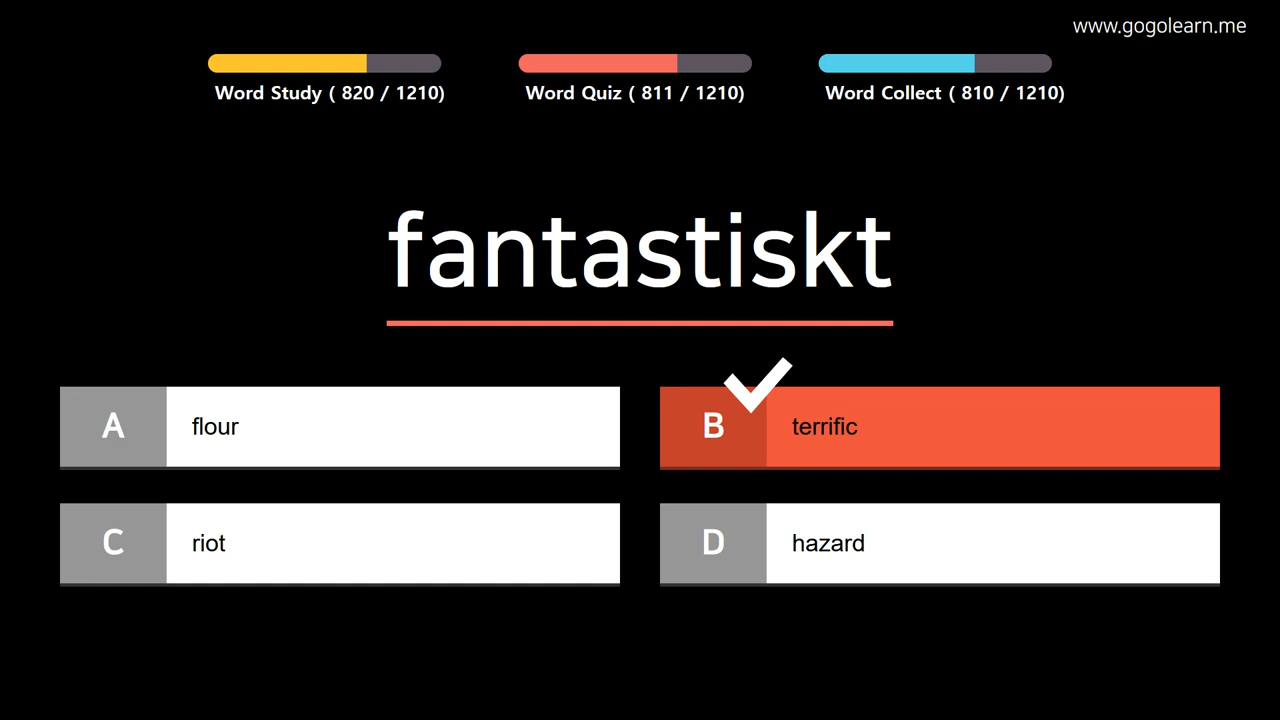 www.gogolearn.me
Word Study ( 820 / 1210)
Word Quiz ( 811 / 1210)
Word Collect ( 810 / 1210)
fantastiskt
A flour
B terrific
C riot
D hazard